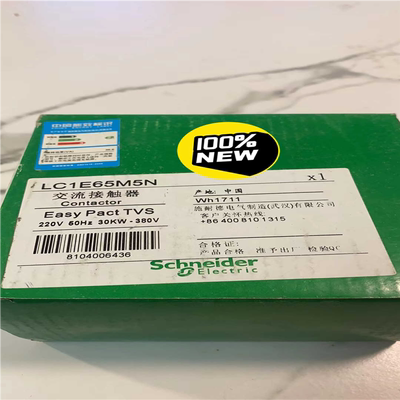 100%
NEW
LC1E65M5N
交流接触器
Contactor
Easy Pact TVS
220V 50Hz 30KW-380V
8104006436
x1
产地: 中国
Wh1711
施耐德电气制造(武汉)有限公司
客户关怀热线:
+86 400 810 1315
合格证:
产品合格 准予出厂 检验QC
Schneider
Electric